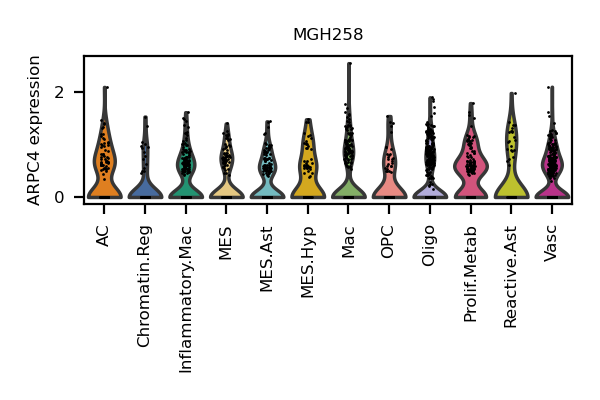 MGH258
ARPC4 expression
2
0
AC
Chromatin.Reg
Inflammatory.Mac
MES
MES.Ast
MES.Hyp
Mac
OPC
Oligo
Prolif.Metab
Reactive.Ast
Vasc